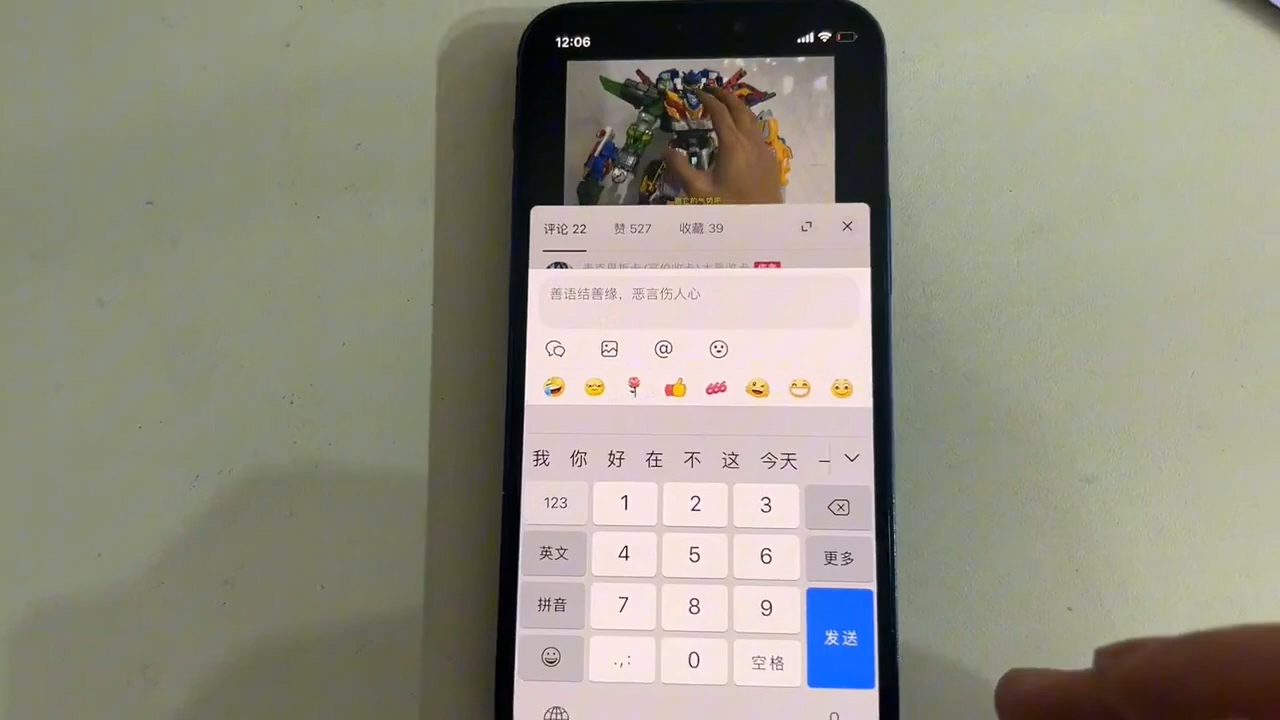 12:06
评论 22 赞 527 收藏 39
善语结善缘，恶言伤人心
666
我 你 好 在 不 这 今天 一
123 1 2 3
英文 4 5 6 更多
拼音 7 8 9 发送
.,: 0 空格